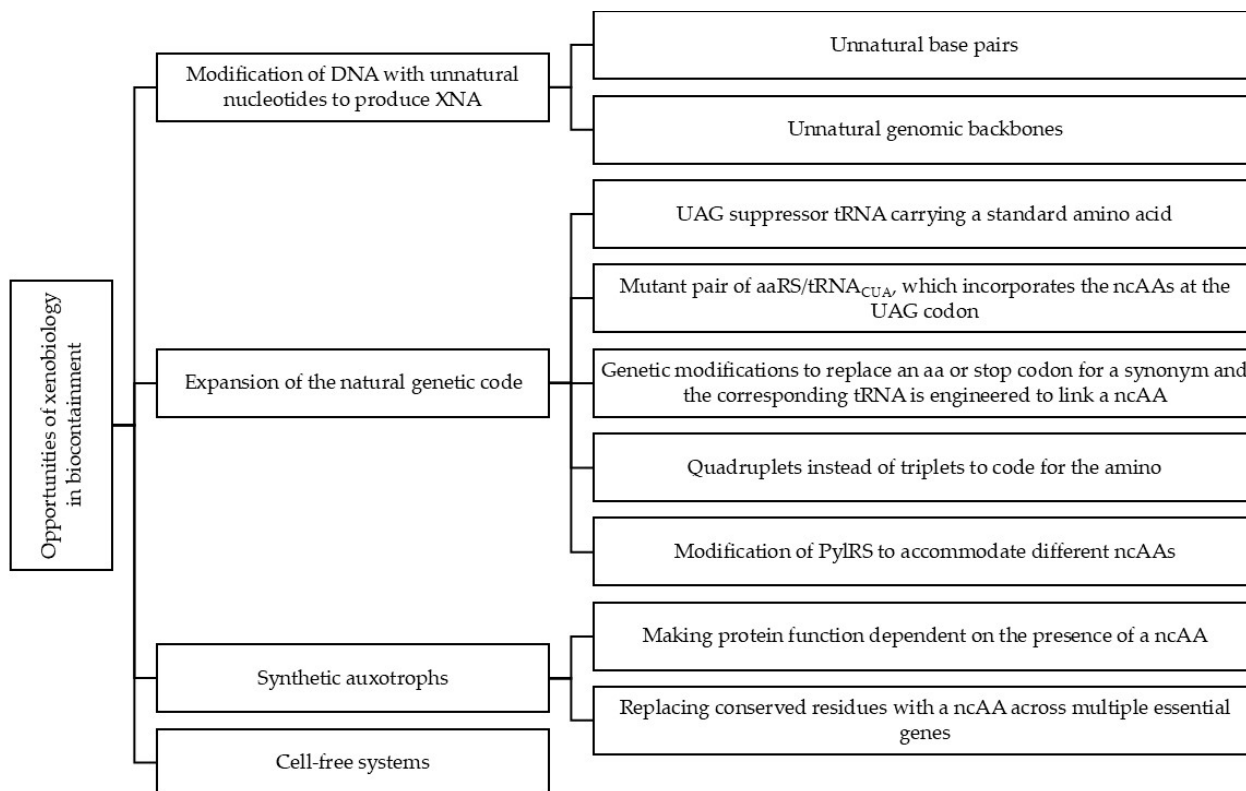 Opportunities of xenobiology
in biocontainment
Modification of DNA with unnatural
nucleotides to produce XNA
Unnatural base pairs
Unnatural genomic backbones
Expansion of the natural genetic code
UAG suppressor tRNA carrying a standard amino acid
Mutant pair of aaRS/tRNA_CUA, which incorporates the ncAAs at the
UAG codon
Genetic modifications to replace an aa or stop codon for a synonym and
the corresponding tRNA is engineered to link a ncAA
Quadruplets instead of triplets to code for the amino
Modification of PylRS to accommodate different ncAAs
Synthetic auxotrophs
Making protein function dependent on the presence of a ncAA
Replacing conserved residues with a ncAA across multiple essential
genes
Cell-free systems